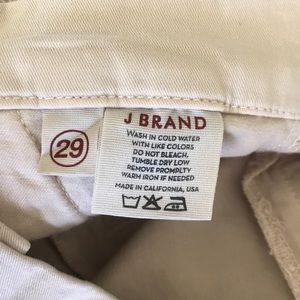 29
J BRAND
WASH IN COLD WATER
WITH LIKE COLORS
DO NOT BLEACH.
TUMBLE DRY LOW
REMOVE PROMPLTY
WARM IRON IF NEEDED
MADE IN CALIFORNIA, USA